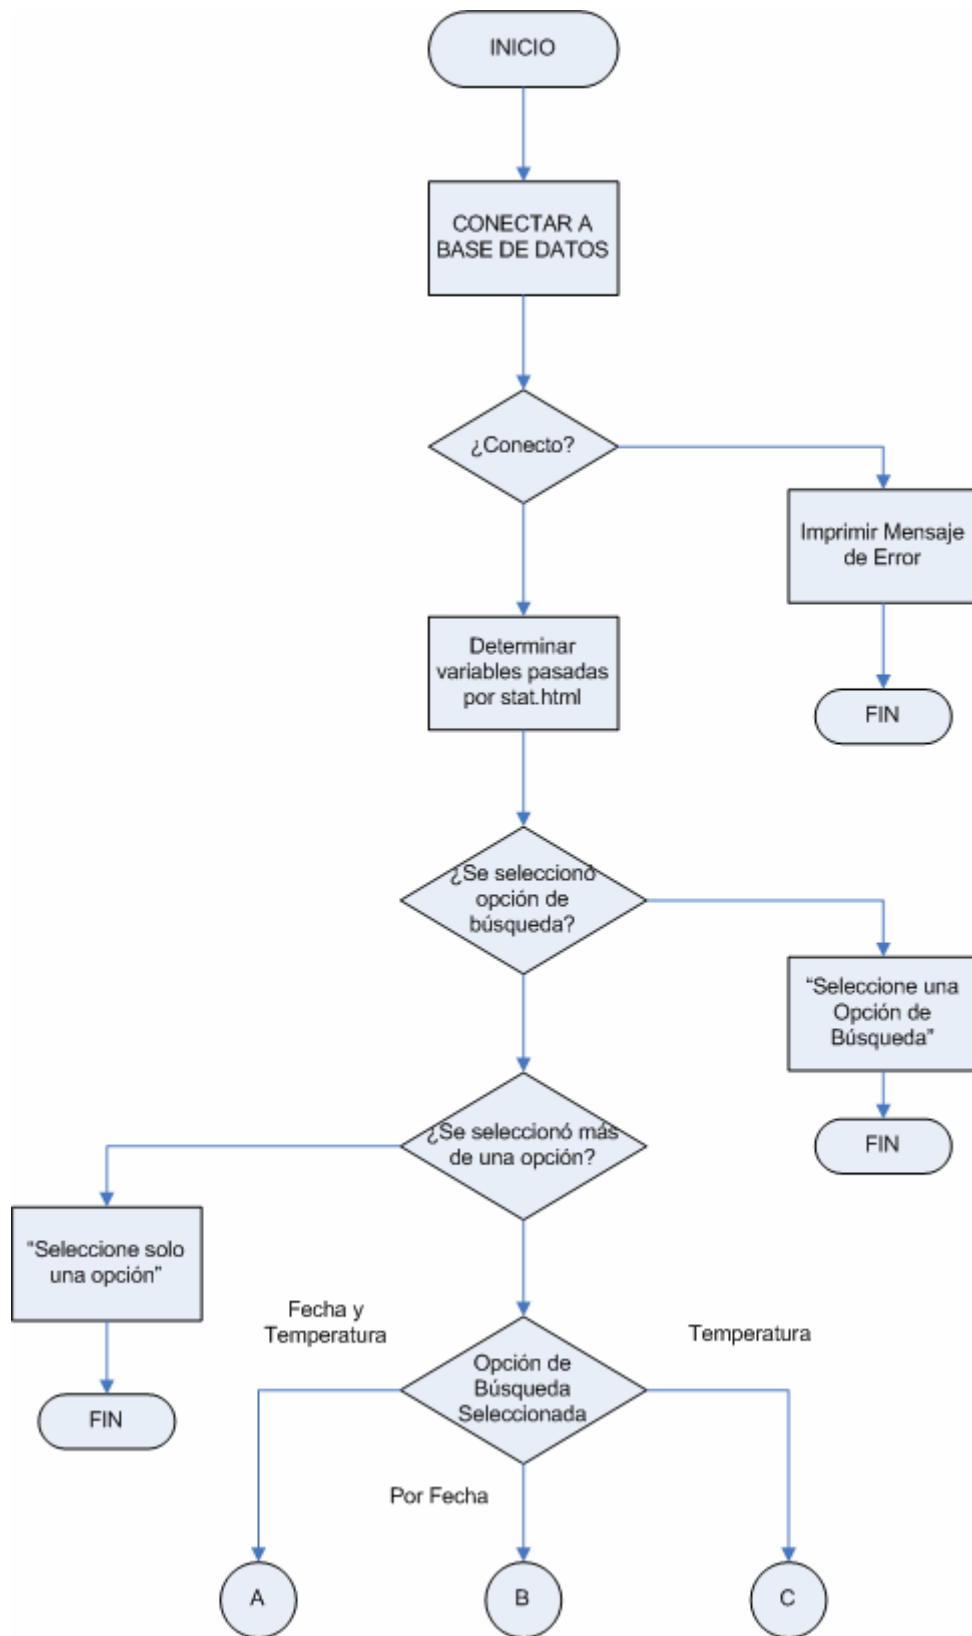 INICIO
CONECTAR A
BASE DE DATOS
¿Conecto?
Imprimir Mensaje
de Error
Determinar
variables pasadas
por stat.html
FIN
¿Se seleccionó
opción de
búsqueda?
“Seleccione una
Opción de
Búsqueda”
¿Se seleccionó más
de una opción?
FIN
“Seleccione solo
una opción”
Fecha y
Temperatura
Temperatura
Opción de
Búsqueda
Seleccionada
FIN
Por Fecha
A
B
C